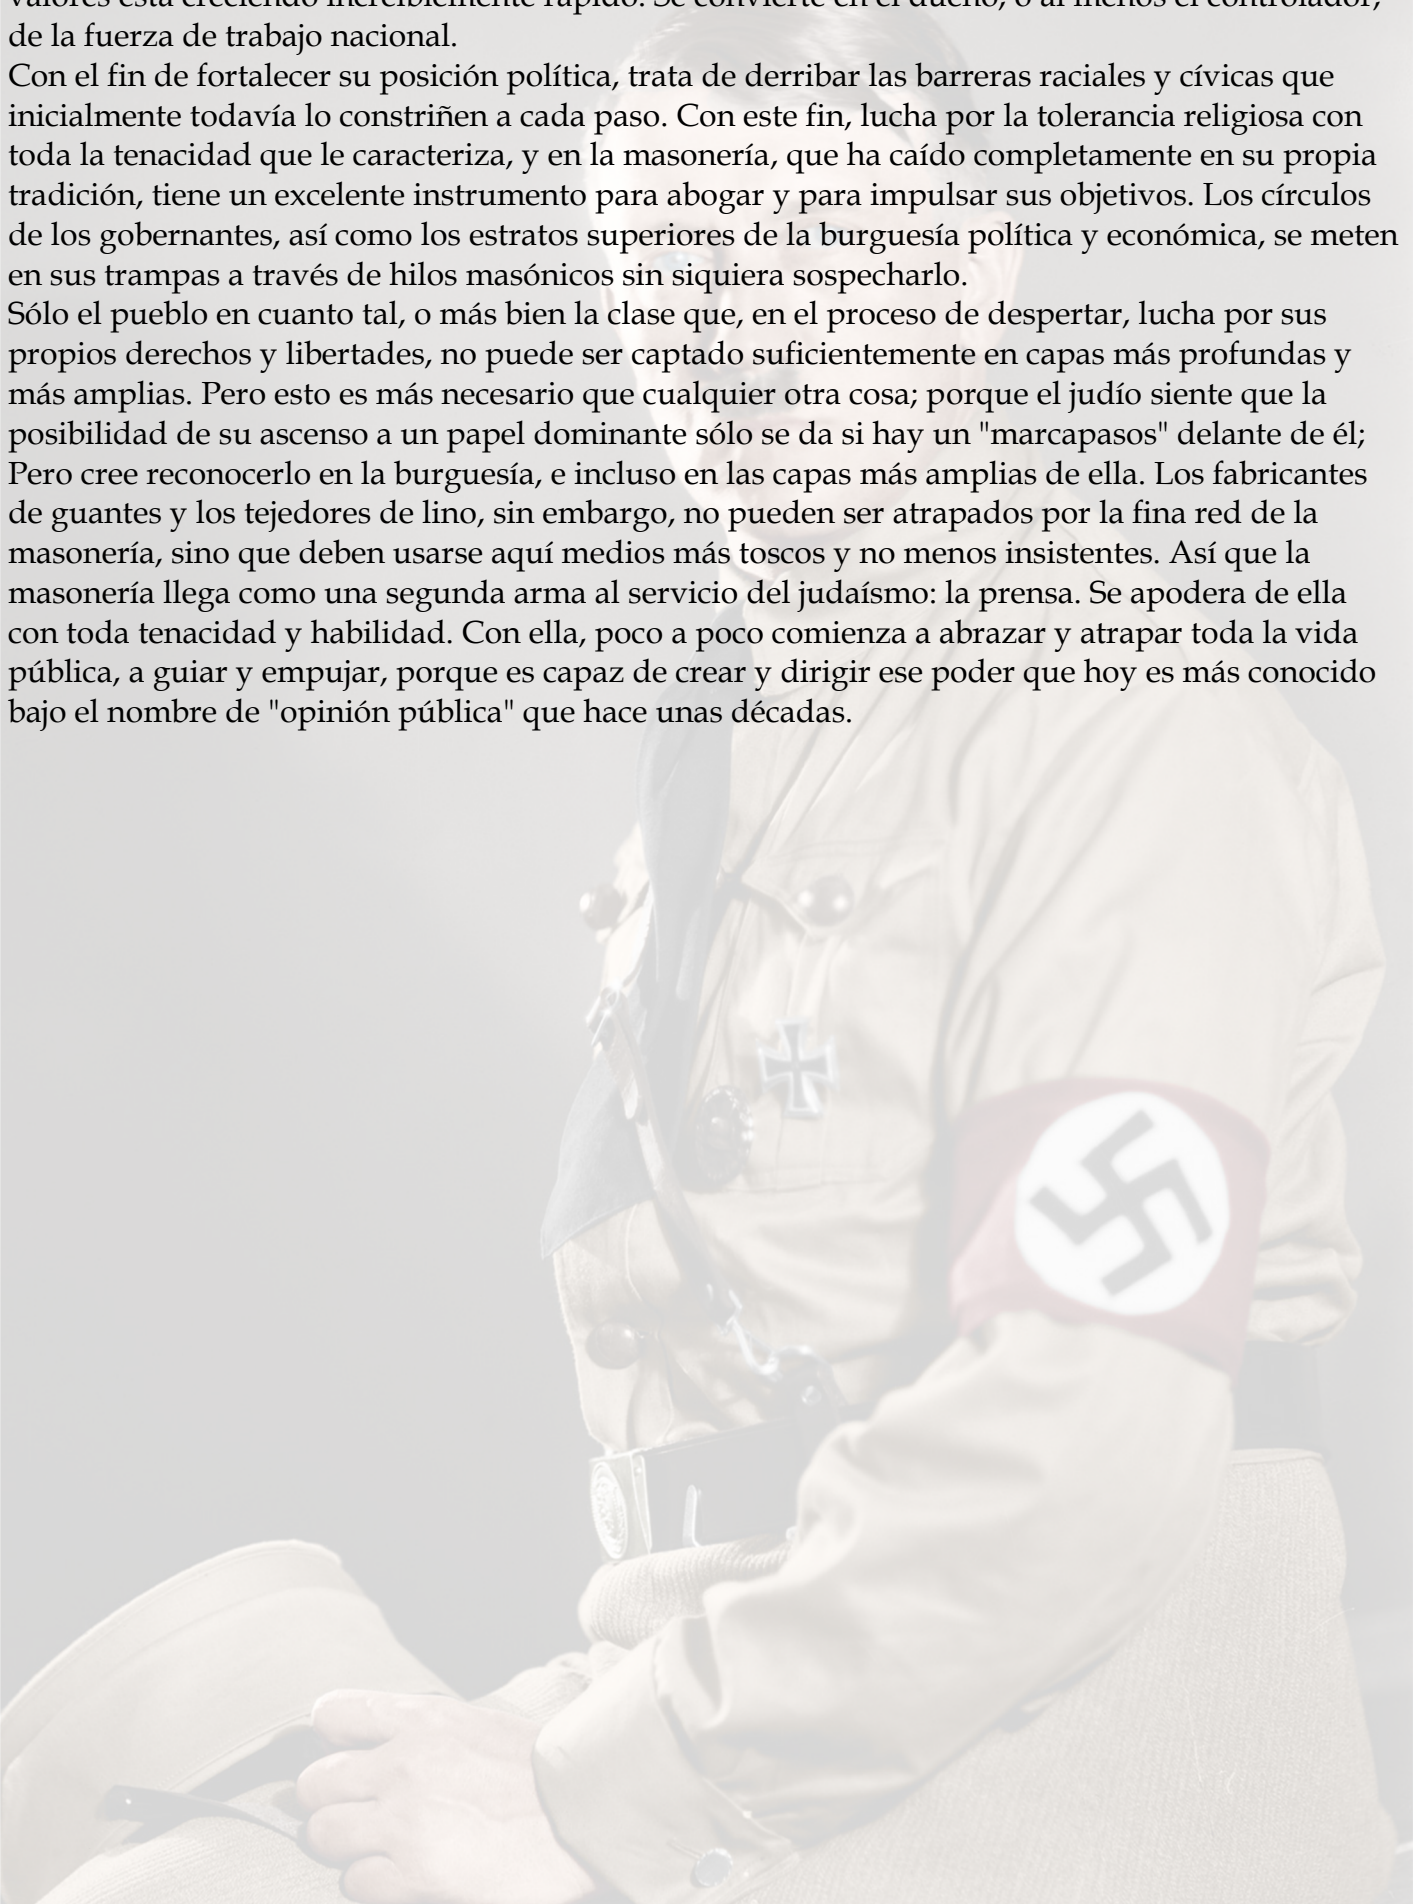 valores está creciendo increíblemente rápido. Se convierte en el dueño, o al menos el controlador,
de la fuerza de trabajo nacional.
Con el fin de fortalecer su posición política, trata de derribar las barreras raciales y cívicas que
inicialmente todavía lo constriñen a cada paso. Con este fin, lucha por la tolerancia religiosa con
toda la tenacidad que le caracteriza, y en la masonería, que ha caído completamente en su propia
tradición, tiene un excelente instrumento para abogar y para impulsar sus objetivos. Los círculos
de los gobernantes, así como los estratos superiores de la burguesía política y económica, se meten
en sus trampas a través de hilos masónicos sin siquiera sospecharlo.
Sólo el pueblo en cuanto tal, o más bien la clase que, en el proceso de despertar, lucha por sus
propios derechos y libertades, no puede ser captado suficientemente en capas más profundas y
más amplias. Pero esto es más necesario que cualquier otra cosa; porque el judío siente que la
posibilidad de su ascenso a un papel dominante sólo se da si hay un "marcapasos" delante de él;
Pero cree reconocerlo en la burguesía, e incluso en las capas más amplias de ella. Los fabricantes
de guantes y los tejedores de lino, sin embargo, no pueden ser atrapados por la fina red de la
masonería, sino que deben usarse aquí medios más toscos y no menos insistentes. Así que la
masonería llega como una segunda arma al servicio del judaísmo: la prensa. Se apodera de ella
con toda tenacidad y habilidad. Con ella, poco a poco comienza a abrazar y atrapar toda la vida
pública, a guiar y empujar, porque es capaz de crear y dirigir ese poder que hoy es más conocido
bajo el nombre de "opinión pública" que hace unas décadas.